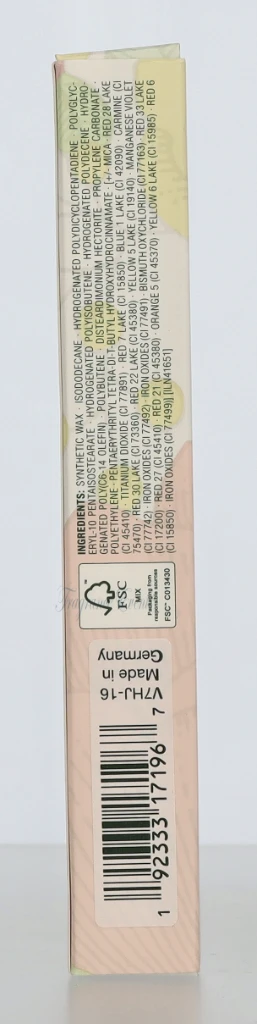 INGREDIENTS: SYNTHETIC WAX · ISODODECANE · HYDROGENATED POLYDICYCLOPENTADIENE · POLYGLYC-
ERYL-10 PENTAISOSTEARATE · HYDROGENATED POLYISOBUTENE · HYDROGENATED POLYDECENE · HYDRO-
GENATED POLY(C6-14 OLEFIN) · POLYBUTENE · DISTEARDIMONIUM HECTORITE · PROPYLENE CARBONATE ·
POLYETHYLENE · PENTAERYTHRITYL TETRA-DI-T-BUTYL HYDROXYHYDROCINNAMATE · [+/- MICA · RED 28 LAKE
(CI 45410) · TITANIUM DIOXIDE (CI 77891) · RED 7 LAKE (CI 15850) · BLUE 1 LAKE (CI 42090) · CARMINE (CI
75470) · RED 30 LAKE (CI 73360) · RED 22 LAKE (CI 45380) · YELLOW 5 LAKE (CI 19140) · MANGANESE VIOLET
(CI 77742) · IRON OXIDES (CI 77492) · IRON OXIDES (CI 77491) · BISMUTH OXYCHLORIDE (CI 77163) · RED 33 LAKE
(CI 17200) · RED 27 (CI 45410) · RED 21 (CI 45380) · ORANGE 5 (CI 45370) · YELLOW 6 LAKE (CI 15985) · RED 6
(CI 15850) · IRON OXIDES (CI 77499)] [ILN41651]
FSC
MIX
Packaging from
responsible sources
FSC® C013430
V7HJ-16
Made in
Germany
1 92333 17196 7